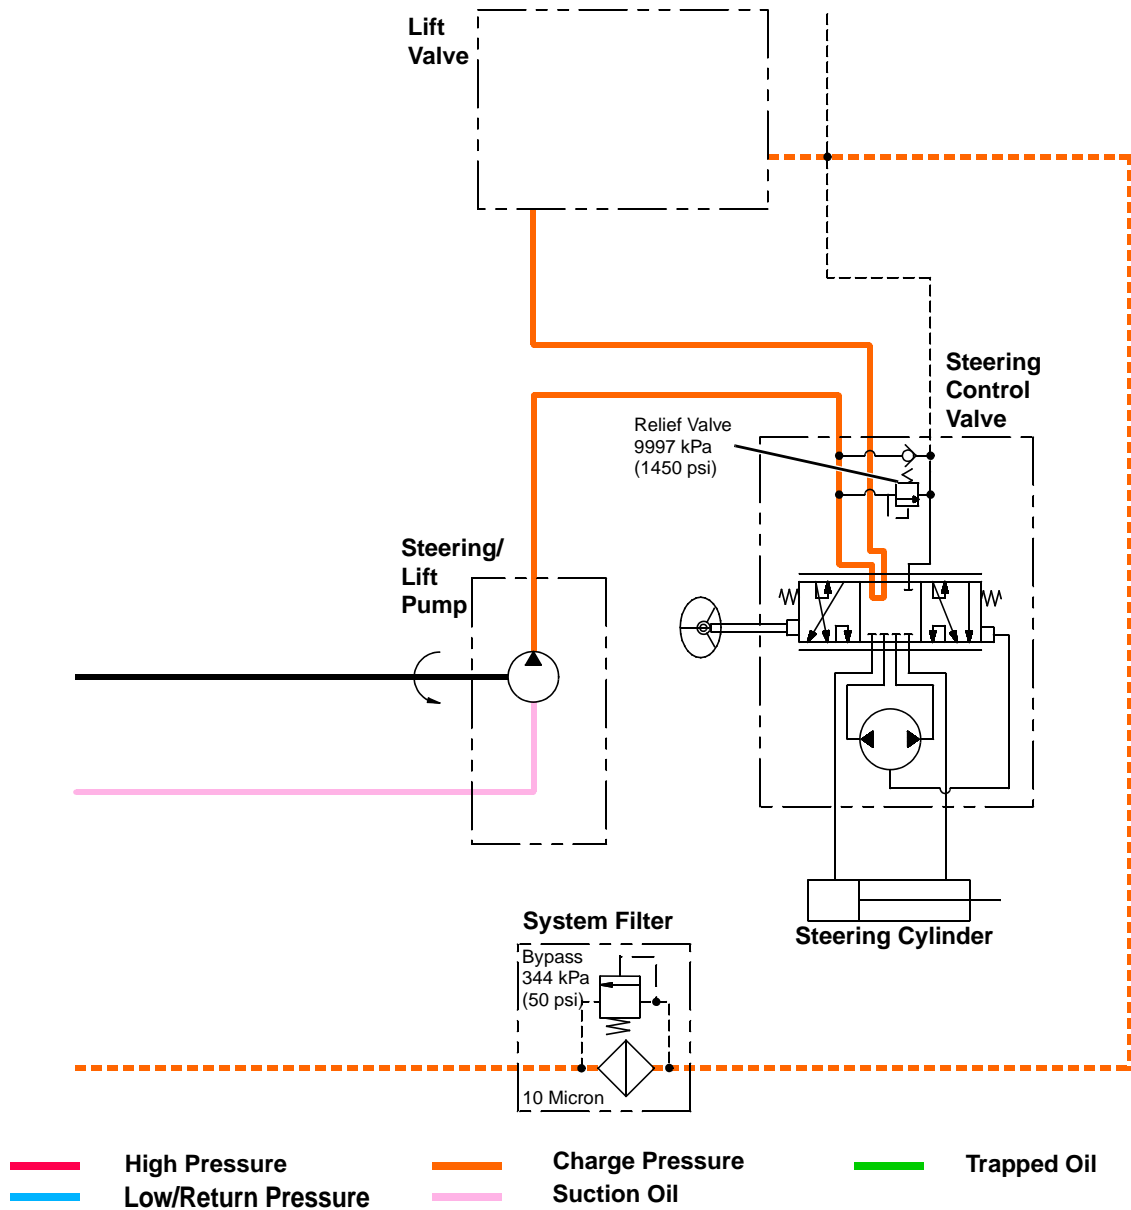 Lift
Valve
Steering
Control
Valve
Relief Valve
9997 kPa
(1450 psi)
Steering/
Lift
Pump
System Filter
Bypass
344 kPa
(50 psi)
10 Micron
Steering Cylinder
High Pressure
Charge Pressure
Trapped Oil
Low/Return Pressure
Suction Oil